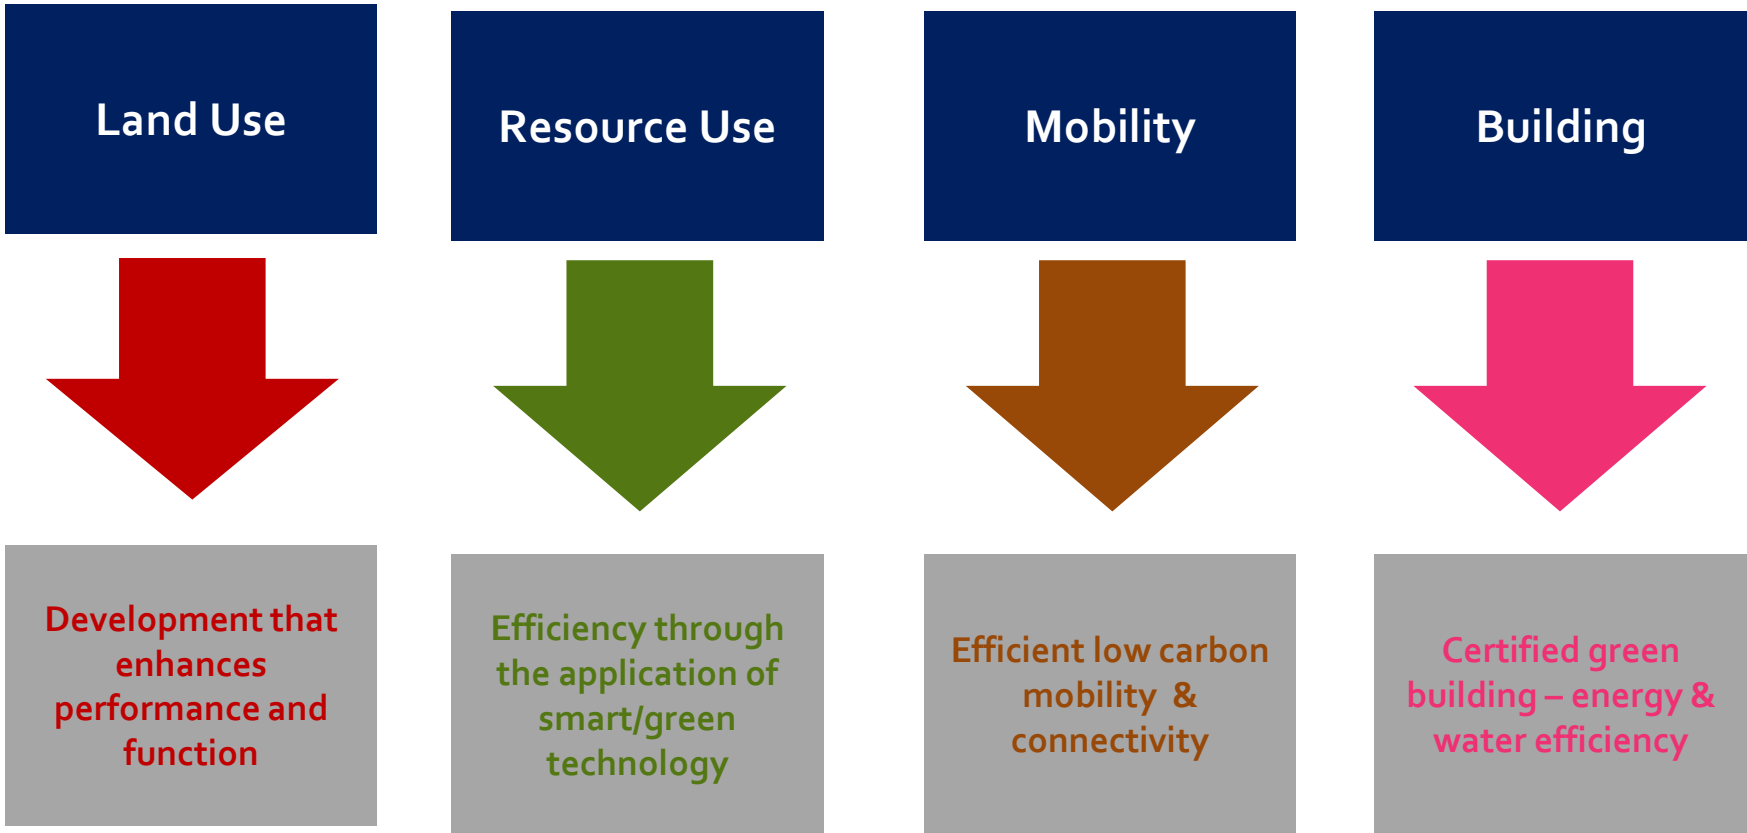 Land Use
Resource Use
Mobility
Building
Development that
enhances
performance and
function
Efficiency through
the application of
smart/green
technology
Efficient low carbon
mobility & 
connectivity
Certified green
building – energy &
water efficiency